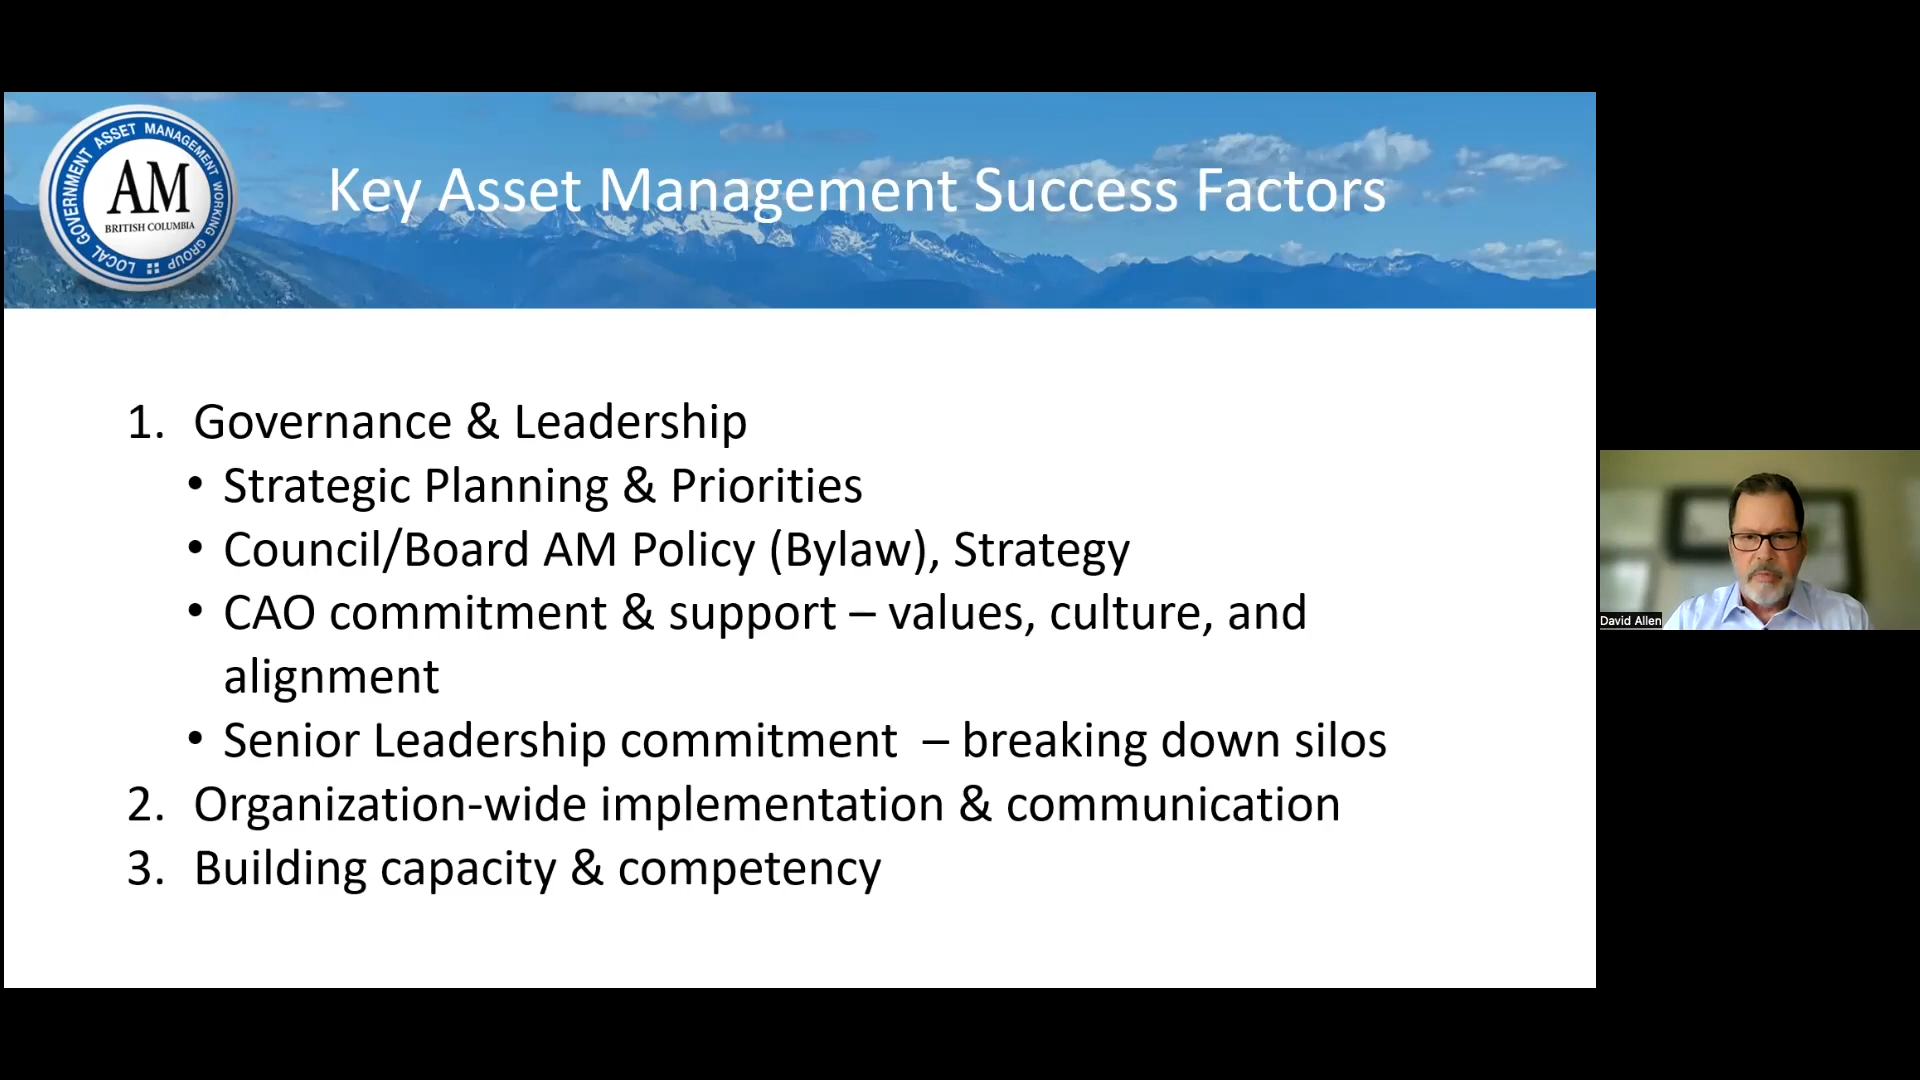 LOCAL GOVERNMENT ASSET MANAGEMENT WORKING GROUP
AM
BRITISH COLUMBIA
Key Asset Management Success Factors
1. Governance & Leadership
• Strategic Planning & Priorities
• Council/Board AM Policy (Bylaw), Strategy
• CAO commitment & support – values, culture, and
alignment
• Senior Leadership commitment – breaking down silos
2. Organization-wide implementation & communication
3. Building capacity & competency
David Allen